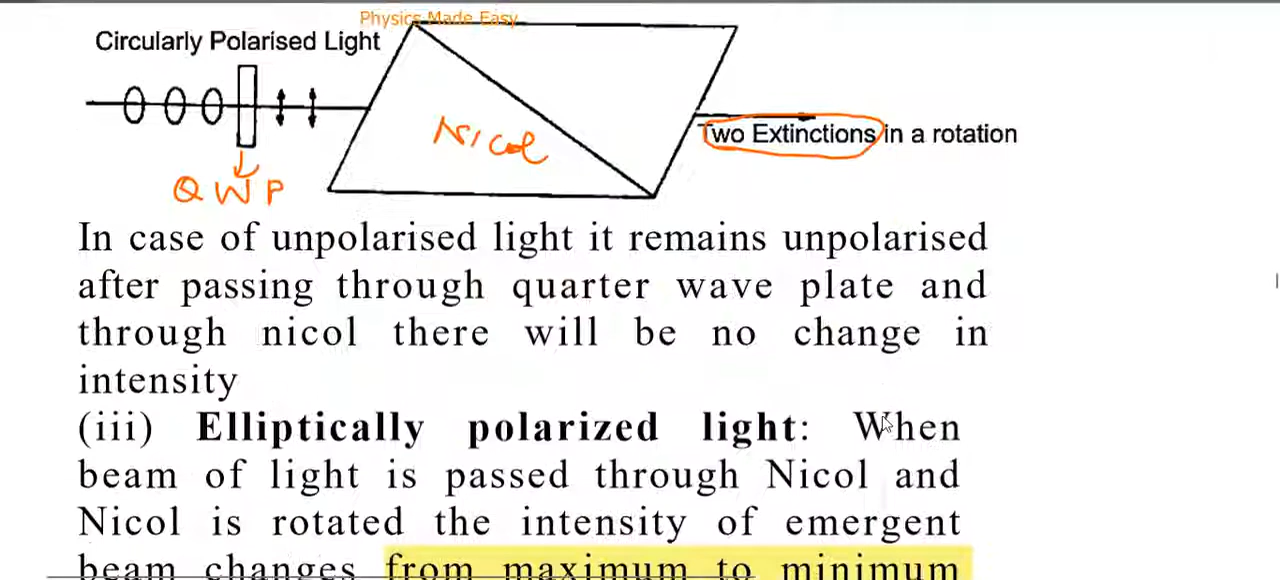 Physics Made Easy
Circularly Polarised Light
Nicol
Two Extinctions in a rotation
QWP
In case of unpolarised light it remains unpolarised
after passing through quarter wave plate and
through nicol there will be no change in
intensity
(iii) Elliptically polarized light: When
beam of light is passed through Nicol and
Nicol is rotated the intensity of emergent
beam changes from maximum to minimum